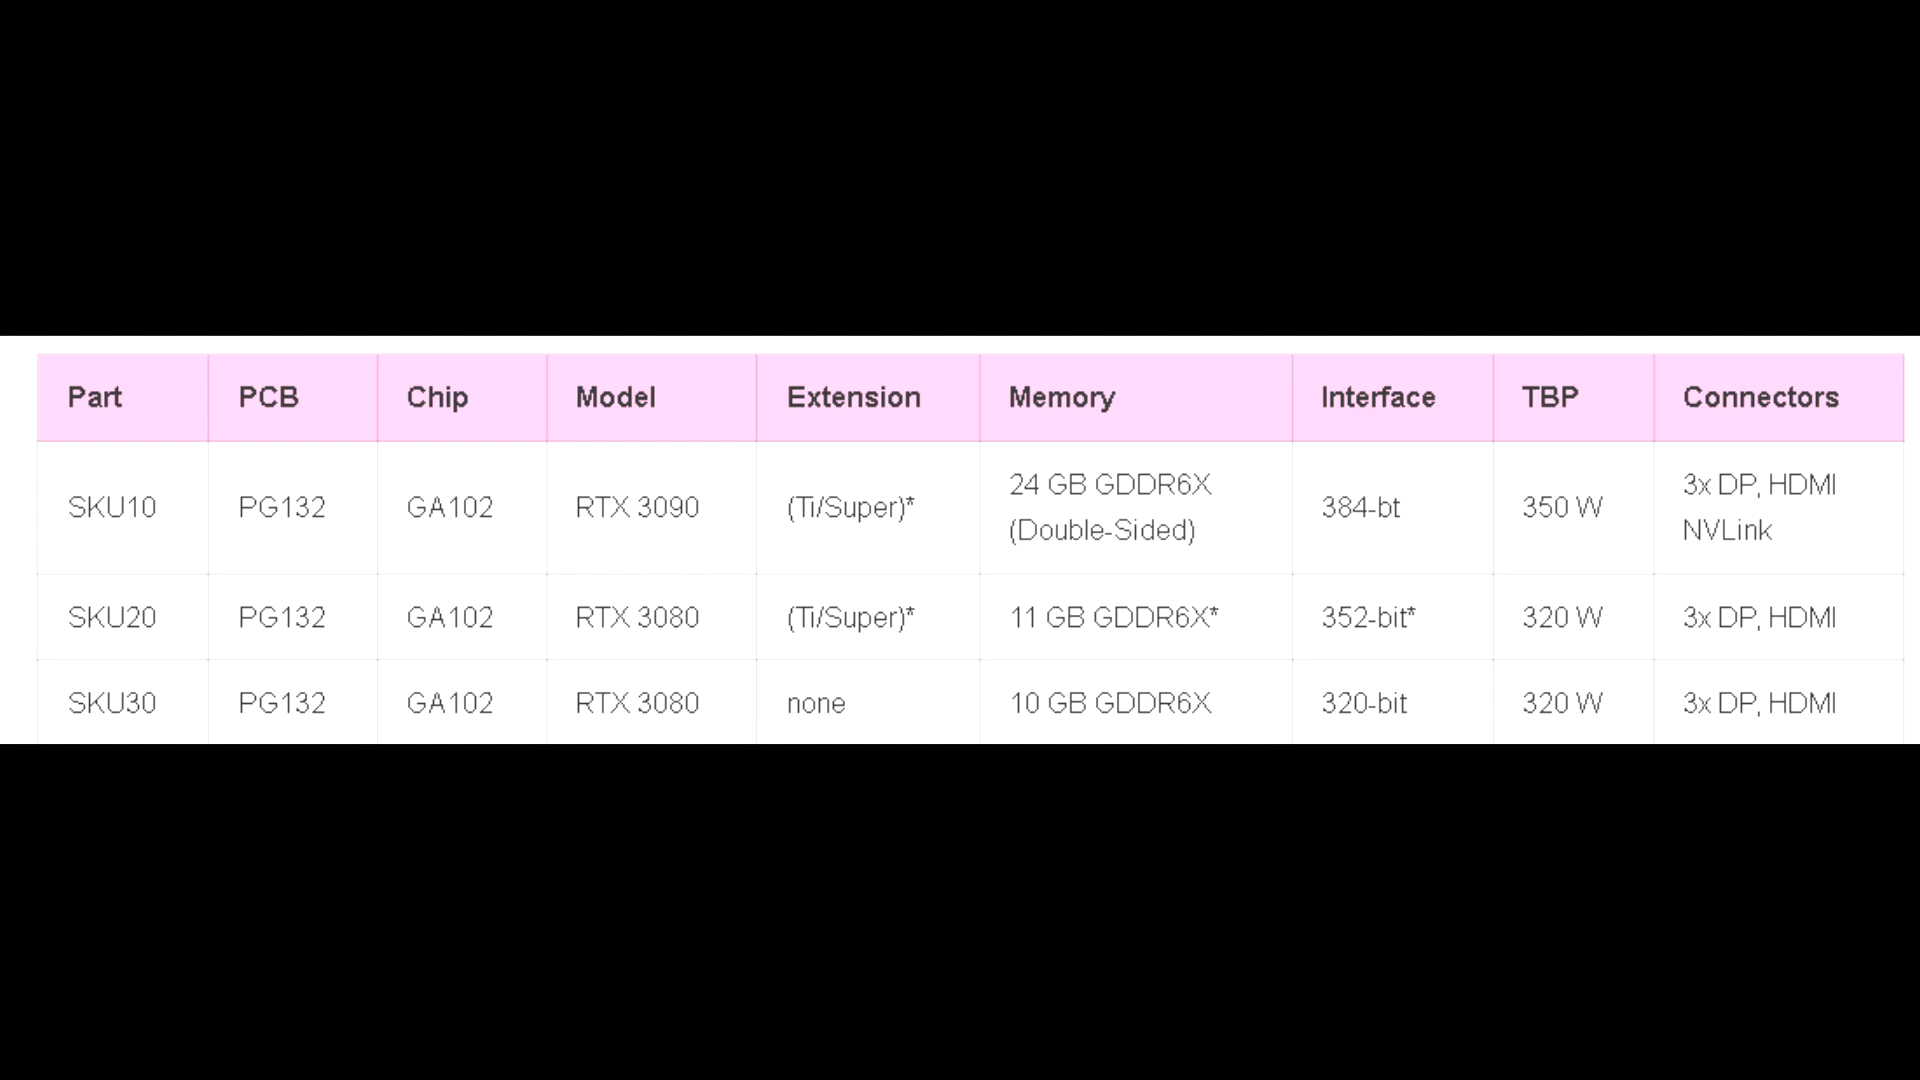 Part PCB Chip Model Extension Memory Interface TBP Connectors
SKU10 PG132 GA102 RTX 3090 (Ti/Super)* 24 GB GDDR6X (Double-Sided) 384-bt 350 W 3x DP, HDMI NVLink
SKU20 PG132 GA102 RTX 3080 (Ti/Super)* 11 GB GDDR6X* 352-bit* 320 W 3x DP, HDMI
SKU30 PG132 GA102 RTX 3080 none 10 GB GDDR6X 320-bit 320 W 3x DP, HDMI